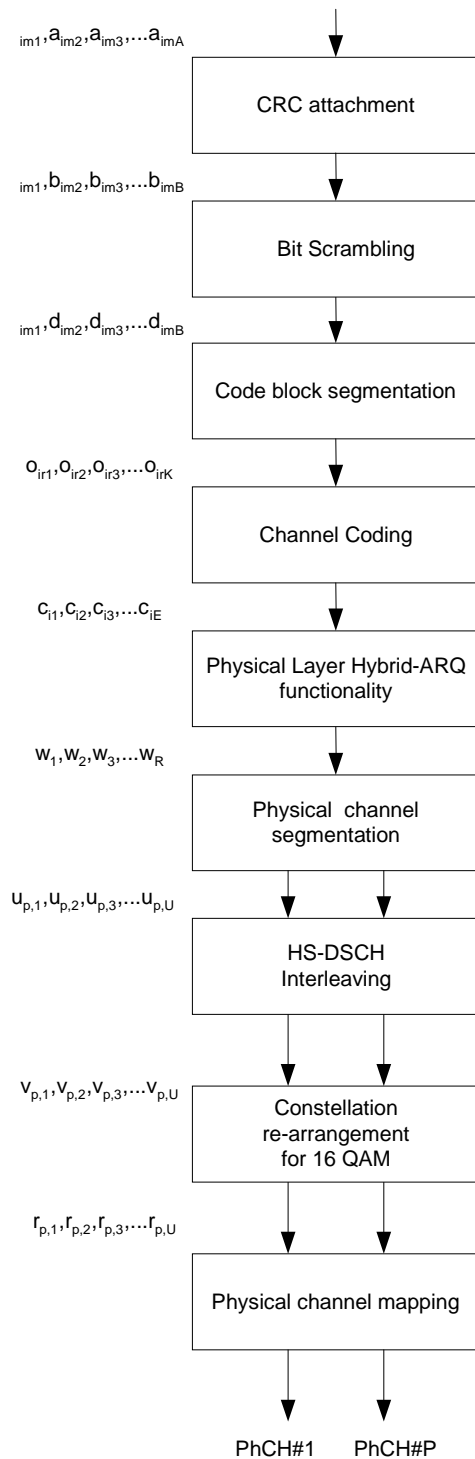 im1,aim2,aim3,...aimA
CRC attachment
im1,bim2,bim3,...bimB
Bit Scrambling
im1,dim2,dim3,...dimB
Code block segmentation
oir1,oir2,oir3,...oirK
Channel Coding
ci1,ci2,ci3,...ciE
Physical Layer Hybrid-ARQ
functionality
w1,w2,w3,...wR
Physical channel
segmentation
up,1,up,2,up,3,...up,U
HS-DSCH
Interleaving
vp,1,vp,2,vp,3,...vp,U
Constellation
re-arrangement
for 16 QAM
rp,1,rp,2,rp,3,...rp,U
Physical channel mapping
PhCH#1 PhCH#P